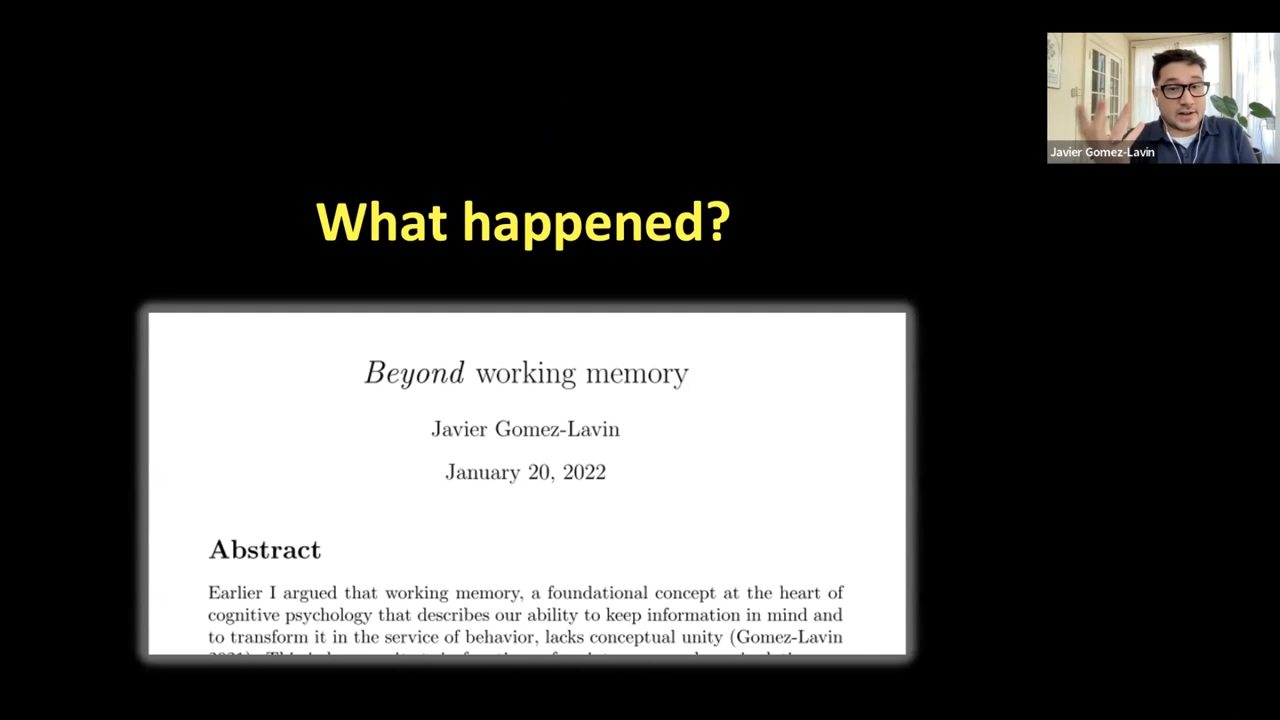 Javier Gomez-Lavin
What happened?
Beyond working memory
Javier Gomez-Lavin
January 20, 2022
Abstract
Earlier I argued that working memory, a foundational concept at the heart of
cognitive psychology that describes our ability to keep information in mind and
to transform it in the service of behavior, lacks conceptual unity (Gomez-Lavin